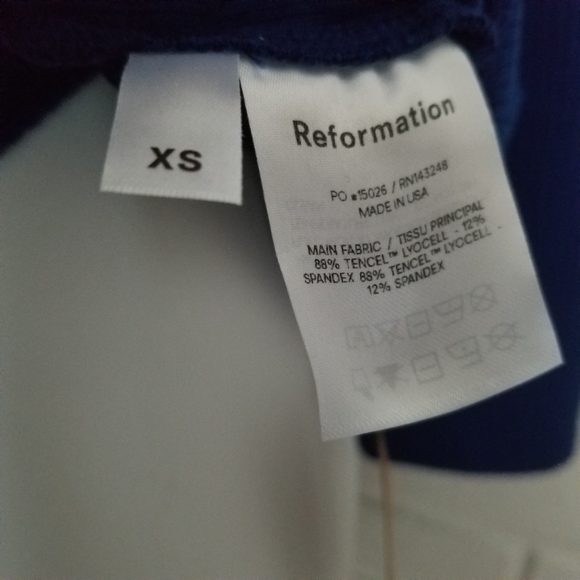 XS
Reformation
PO #15026 / RN143248
MADE IN USA
MAIN FABRIC / TISSU PRINCIPAL
88% TENCEL™ LYOCELL - 12%
SPANDEX 88% TENCEL™ LYOCELL -
12% SPANDEX